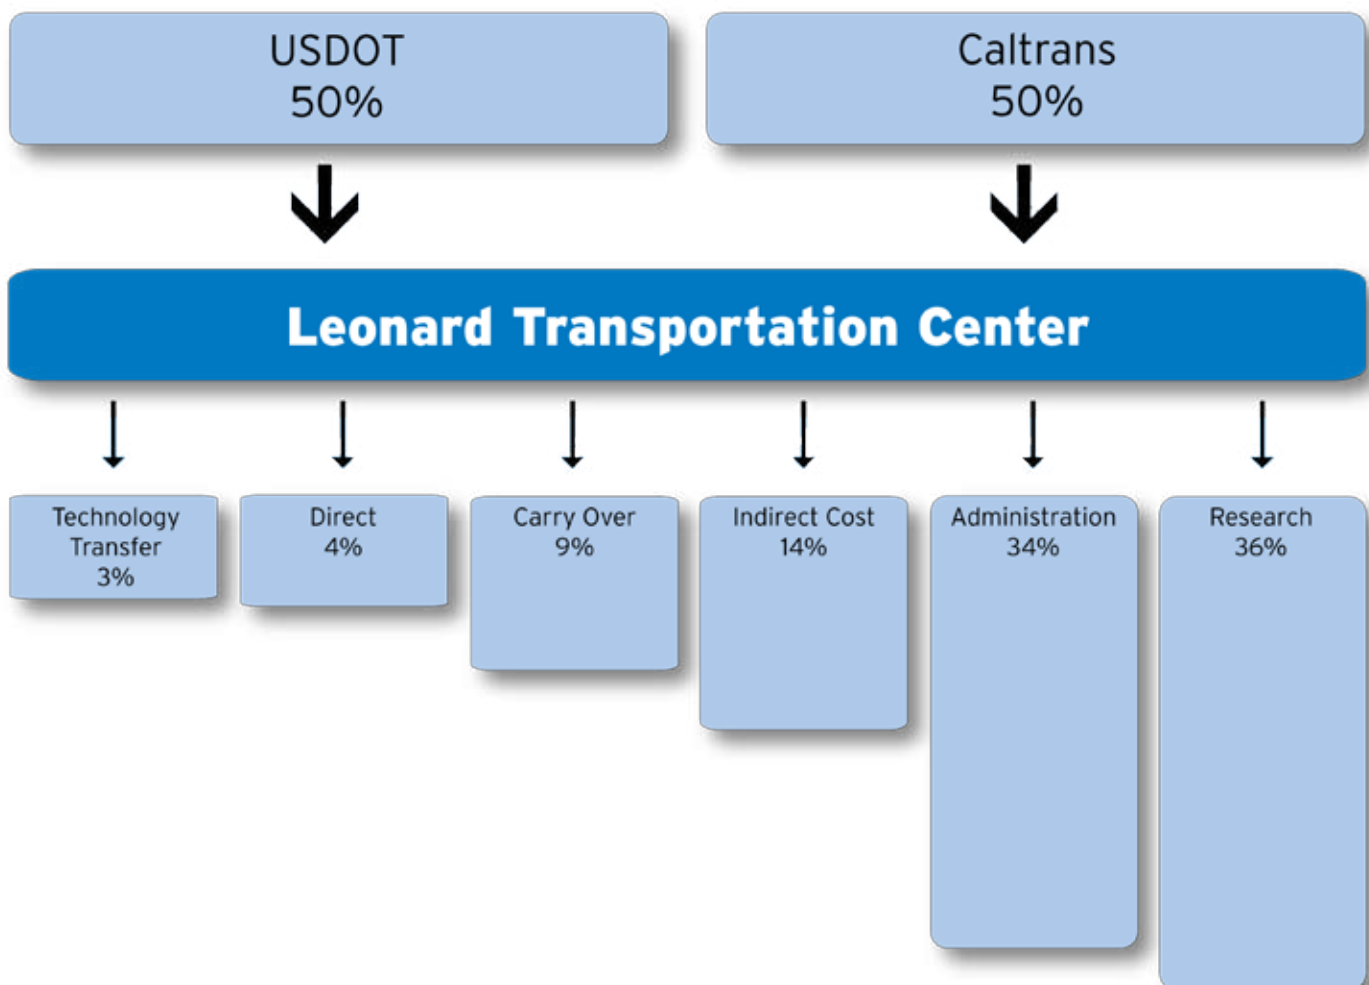 USDOT
50%
Caltrans
50%
Leonard Transportation Center
Technology
Transfer
3%
Direct
4%
Carry Over
9%
Indirect Cost
14%
Administration
34%
Research
36%